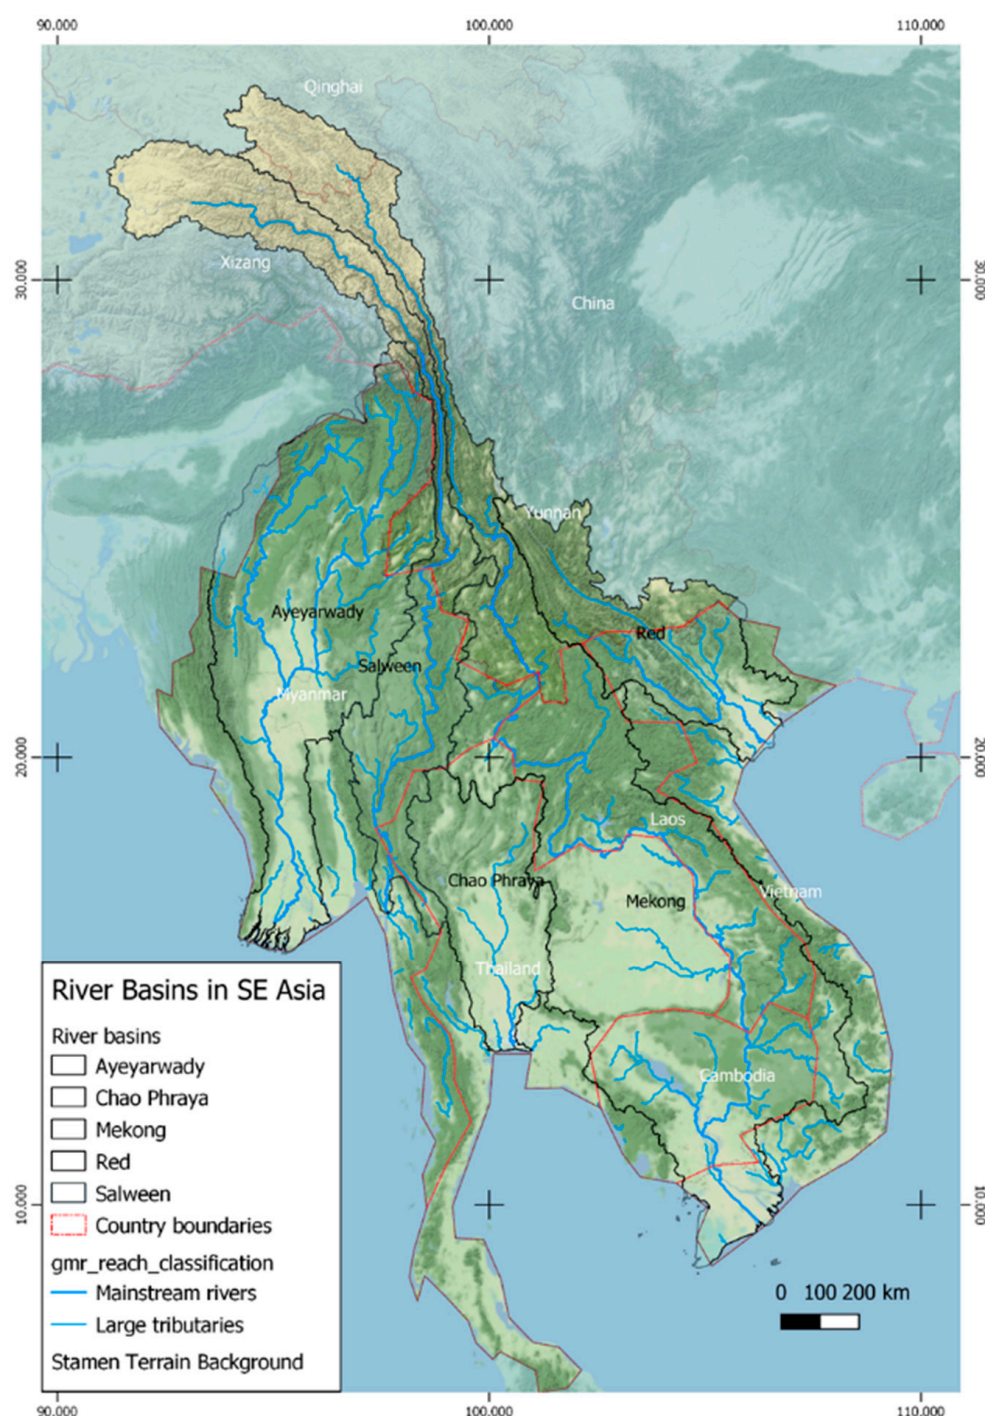 90.000
100.000
110.000
Qinghai
Xizang
30.000
30.000
China
Yunnan
Ayeyarwady
Red
Salween
Myanmar
20.000
20.000
Laos
Chao Phraya
Mekong
Vietnam
Thailand
Cambodia
River Basins in SE Asia
River basins
Ayeyarwady
Chao Phraya
Mekong
Red
Salween
Country boundaries
gmr_reach_classification
Mainstream rivers
Large tributaries
Stamen Terrain Background
10.000
10.000
0 100 200 km
90.000
100.000
110.000